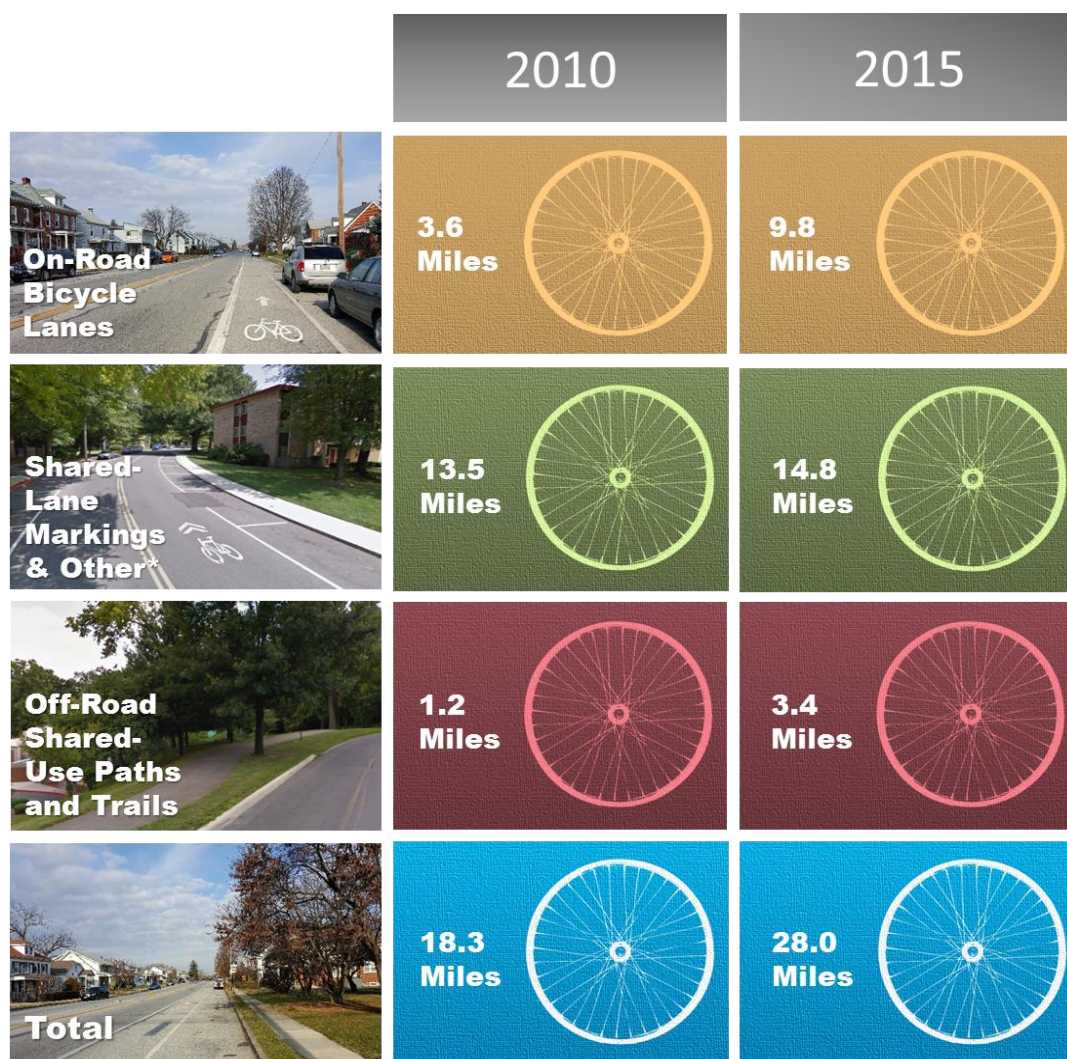 2010
2015
On-Road
Bicycle
Lanes
3.6
Miles
9.8
Miles
Shared-
Lane
Markings
& Other*
13.5
Miles
14.8
Miles
Off-Road
Shared-
Use Paths
and Trails
1.2
Miles
3.4
Miles
Total
18.3
Miles
28.0
Miles